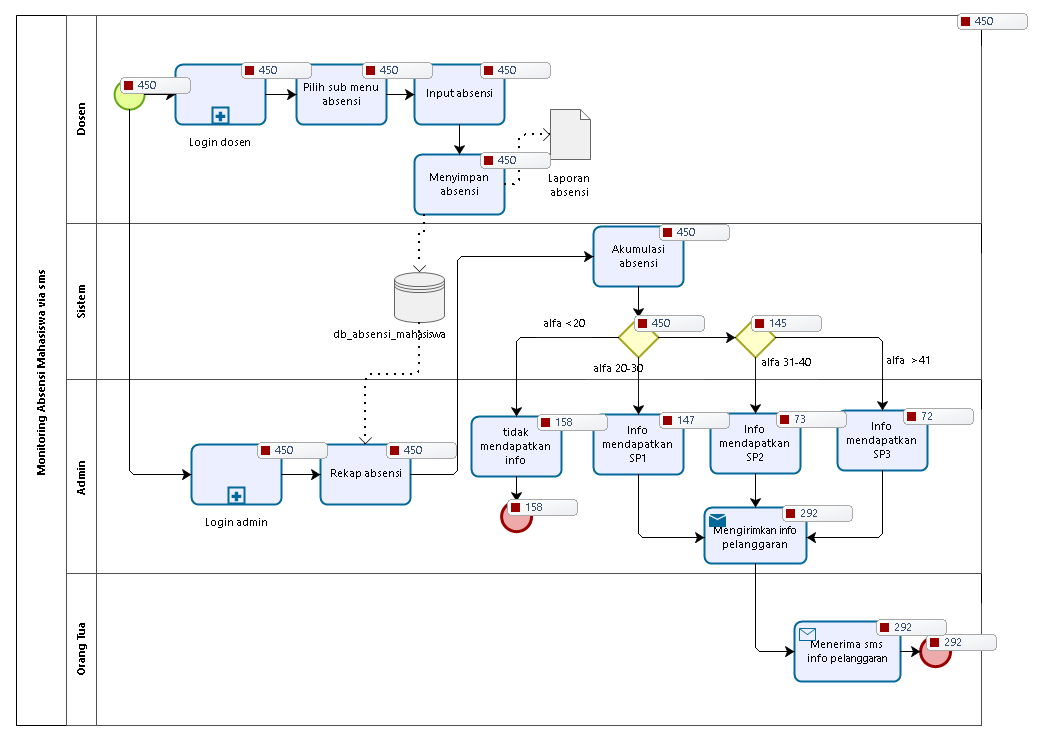 Monitoring Absensi Mahasiswa via sms
450
Dosen
450
450
Login dosen
450
Pilih sub menu
absensi
450
Input absensi
450
Menyimpan
absensi
Laporan
absensi
Sistem
db_absensi_mahasiswa
450
Akumulasi
absensi
450
145
alfa <20
alfa 20-30
alfa 31-40
alfa >41
Admin
450
Login admin
450
Rekap absensi
158
tidak
mendapatkan
info
147
Info
mendapatkan
SP1
73
Info
mendapatkan
SP2
72
Info
mendapatkan
SP3
158
292
Mengirimkan info
pelanggaran
Orang Tua
292
Menerima sms
info pelanggaran
292